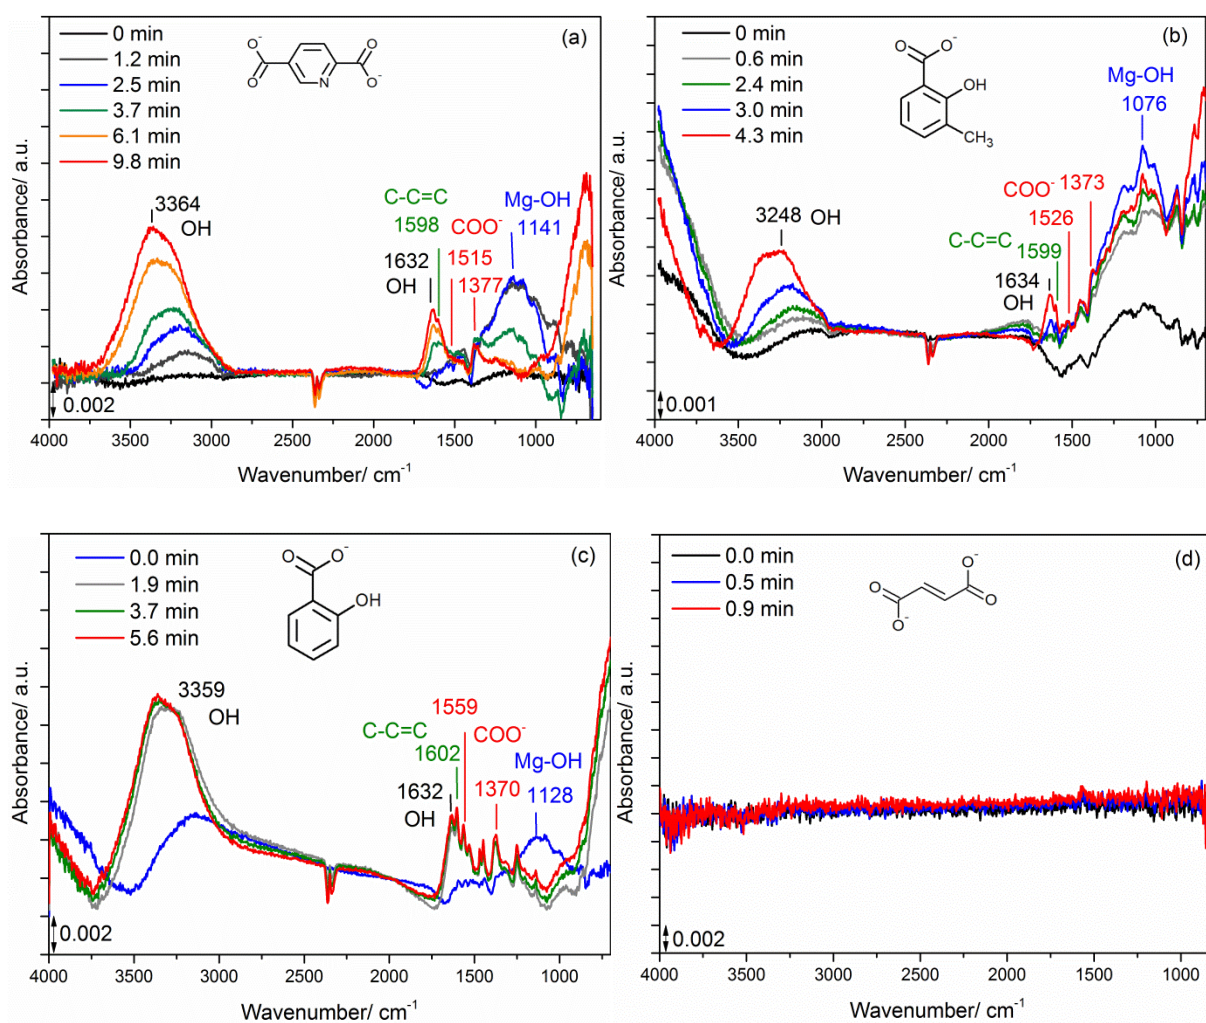 (a)
0 min
1.2 min
2.5 min
3.7 min
6.1 min
9.8 min
O⁻
O
O
N
O⁻
3364
OH
C-C=C
1598
Mg-OH
1141
COO⁻
1632
OH
1515
1377
0.002
4000 3500 3000 2500 2000 1500 1000
Wavenumber/ cm⁻¹
Absorbance/ a.u.
(b)
0 min
0.6 min
2.4 min
3.0 min
4.3 min
O
O⁻
OH
CH₃
Mg-OH
1076
3248 OH
COO⁻ 1373
1526
C-C=C 1599
1634
OH
0.001
4000 3500 3000 2500 2000 1500 1000
Wavenumber/ cm⁻¹
Absorbance/ a.u.
(c)
0.0 min
1.9 min
3.7 min
5.6 min
O
O⁻
OH
3359
OH
1559
C-C=C
COO⁻
1602
Mg-OH
1632
OH
1370
1128
0.002
4000 3500 3000 2500 2000 1500 1000
Wavenumber/ cm⁻¹
Absorbance/ a.u.
(d)
0.0 min
0.5 min
0.9 min
O⁻
O
O
O⁻
0.002
4000 3500 3000 2500 2000 1500 1000
Wavenumber/ cm⁻¹
Absorbance/ a.u.